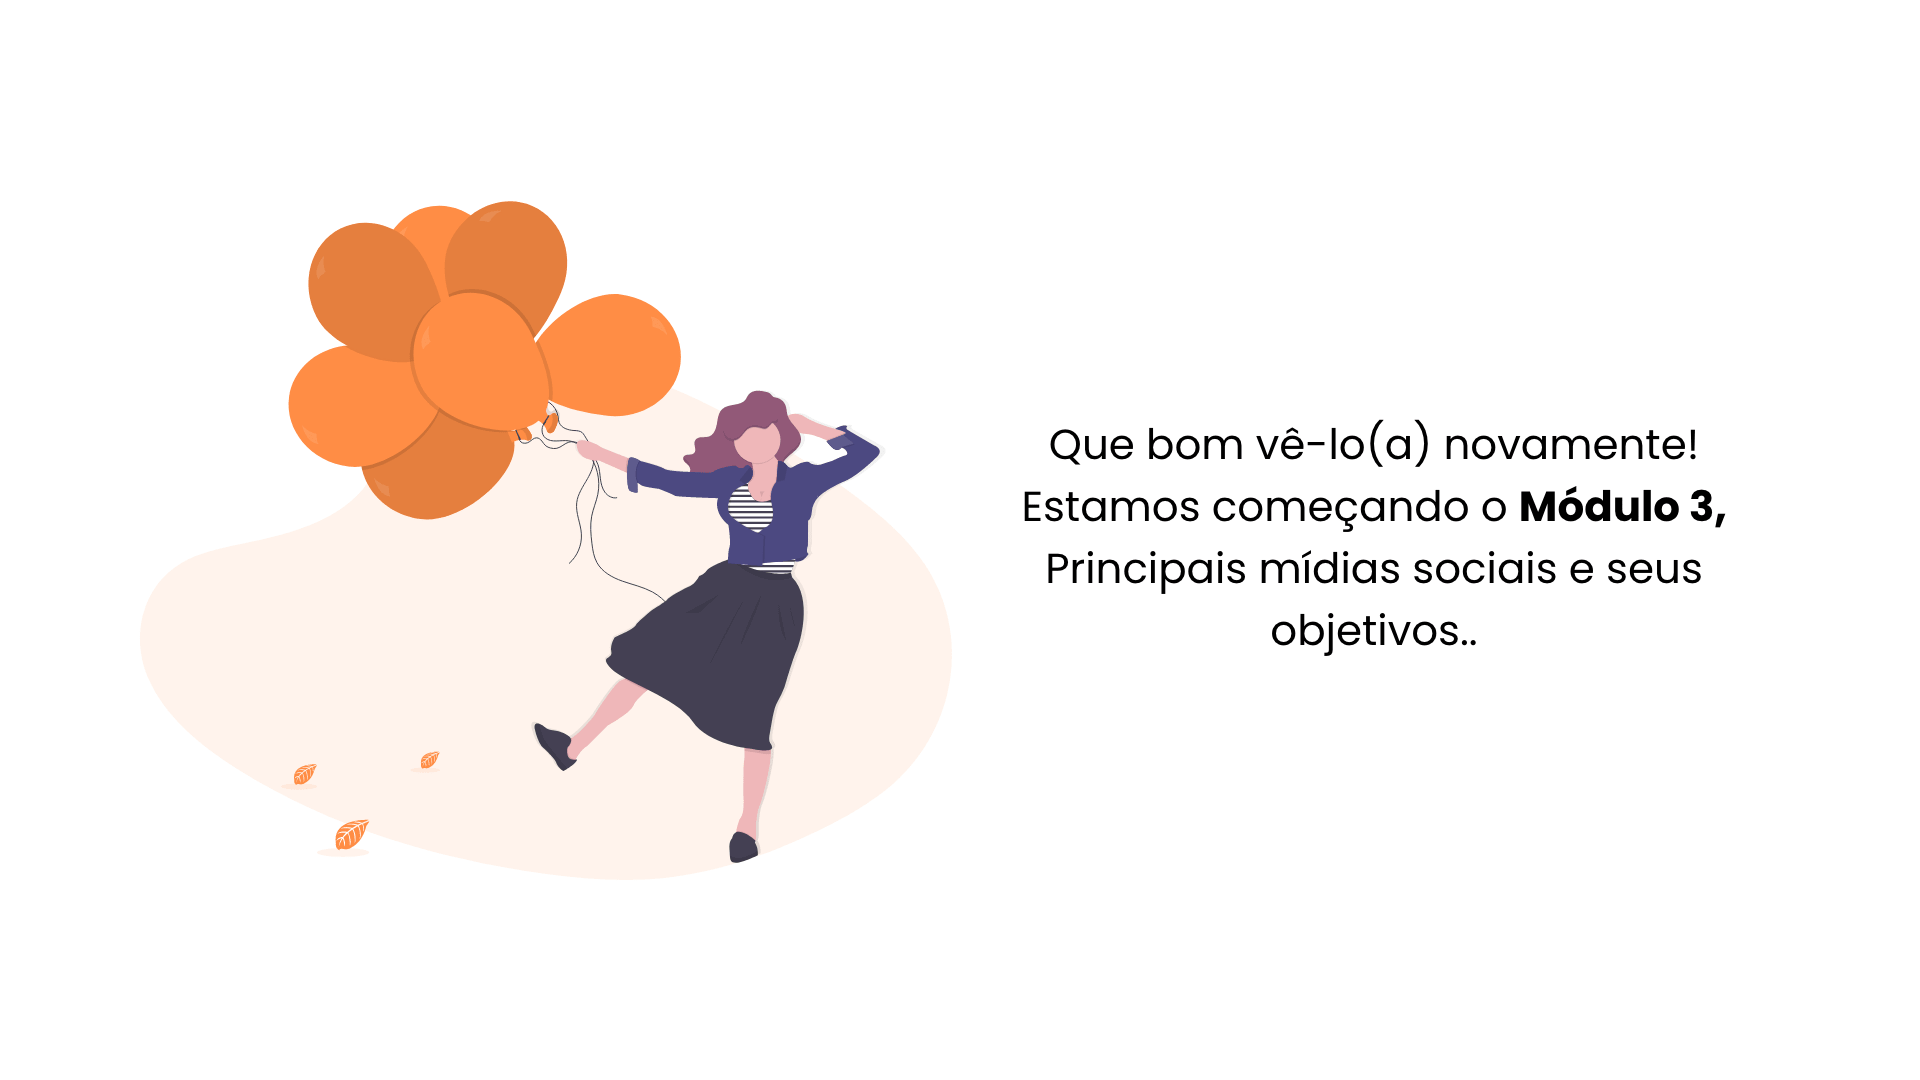 Que bom vê-lo(a) novamente!
Estamos começando o Módulo 3,
Principais mídias sociais e seus
objetivos..